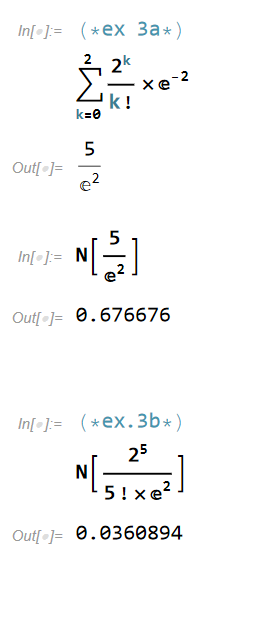 In[∘]:= (*ex 3a*)
∑_{k=0}^{2} 2^k/k! × ⅇ^-2
Out[∘]= 5/ⅇ^2
In[∘]:= N[5/ⅇ^2]
Out[∘]= 0.676676
In[∘]:= (*ex.3b*)
N[2^5/(5! × ⅇ^2)]
Out[∘]= 0.0360894